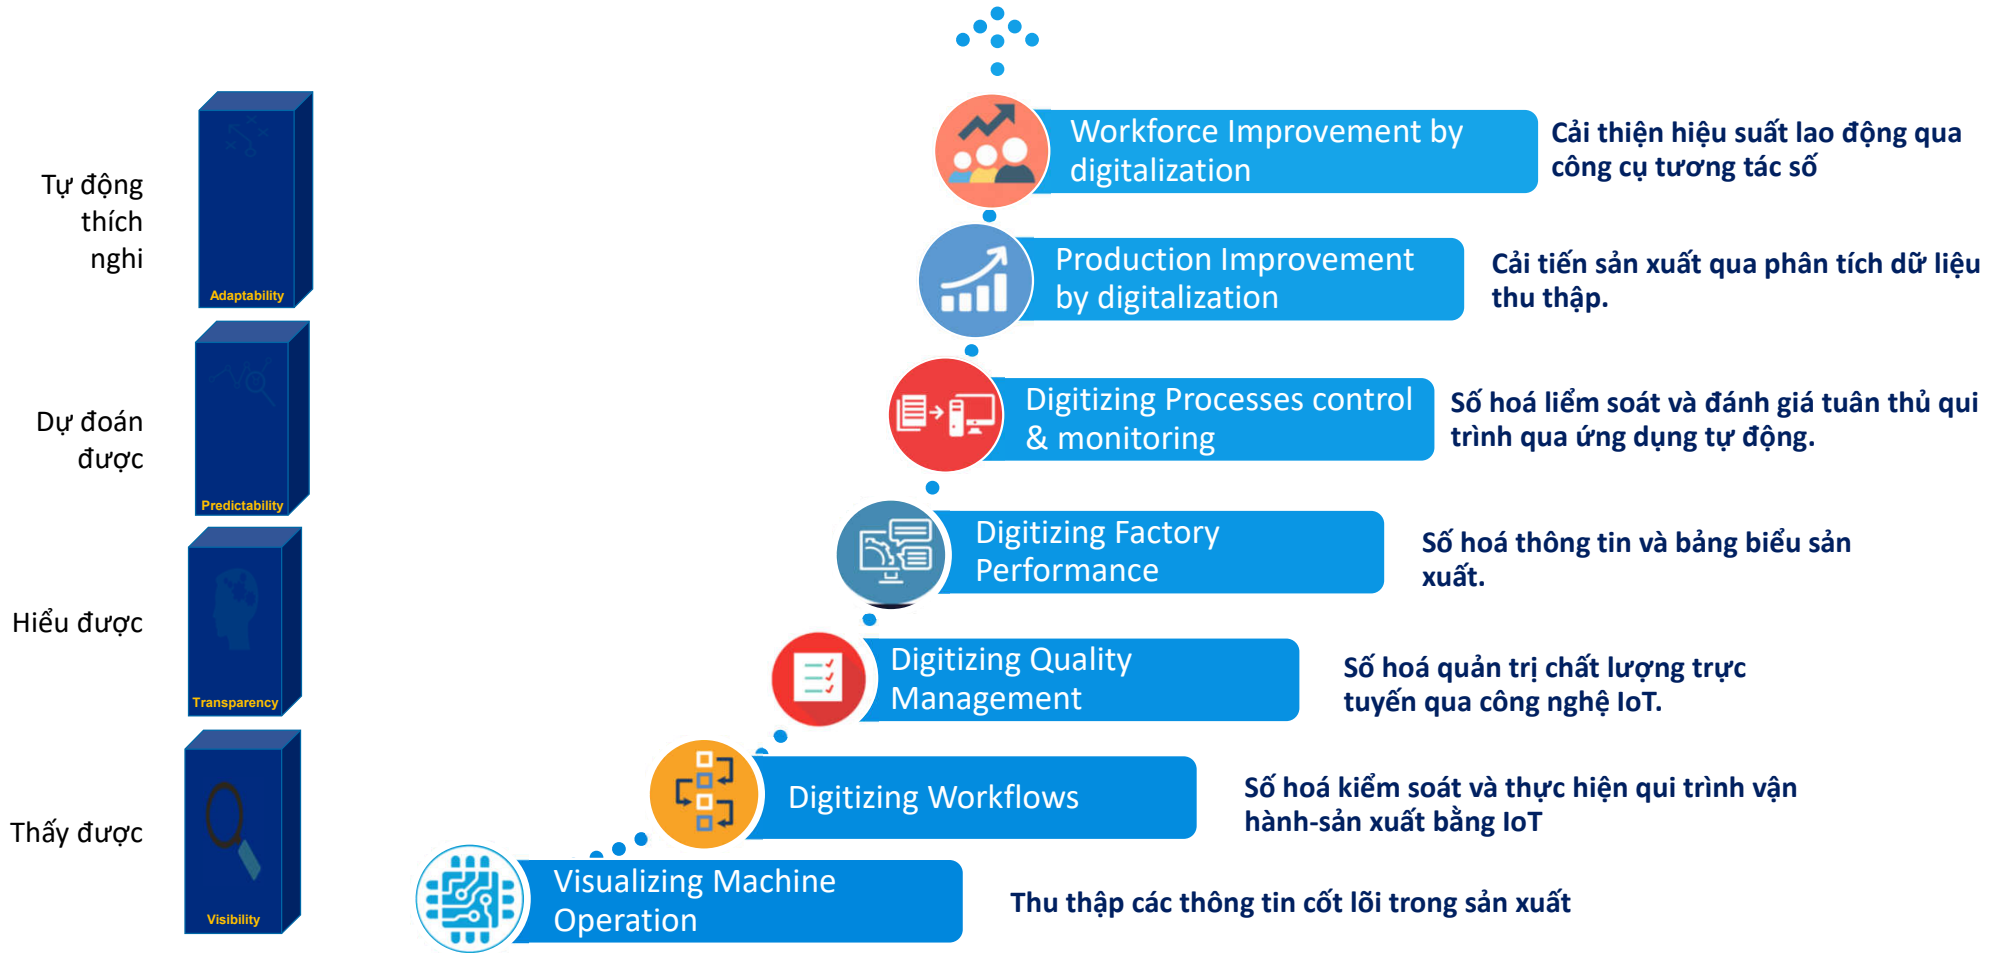 Workforce Improvement by
digitalization
Cải thiện hiệu suất lao động qua
công cụ tương tác số
Tự động
thích
nghi
Adaptability
Production Improvement
by digitalization
Cải tiến sản xuất qua phân tích dữ liệu
thu thập.
Dự đoán
được
Predictability
Digitizing Processes control
& monitoring
Số hoá liểm soát và đánh giá tuân thủ qui
trình qua ứng dụng tự động.
Digitizing Factory
Performance
Số hoá thông tin và bảng biểu sản
xuất.
Hiểu được
Transparency
Digitizing Quality
Management
Số hoá quản trị chất lượng trực
tuyến qua công nghệ IoT.
Digitizing Workflows
Số hoá kiểm soát và thực hiện qui trình vận
hành-sản xuất bằng IoT
Thấy được
Visibility
Visualizing Machine
Operation
Thu thập các thông tin cốt lõi trong sản xuất